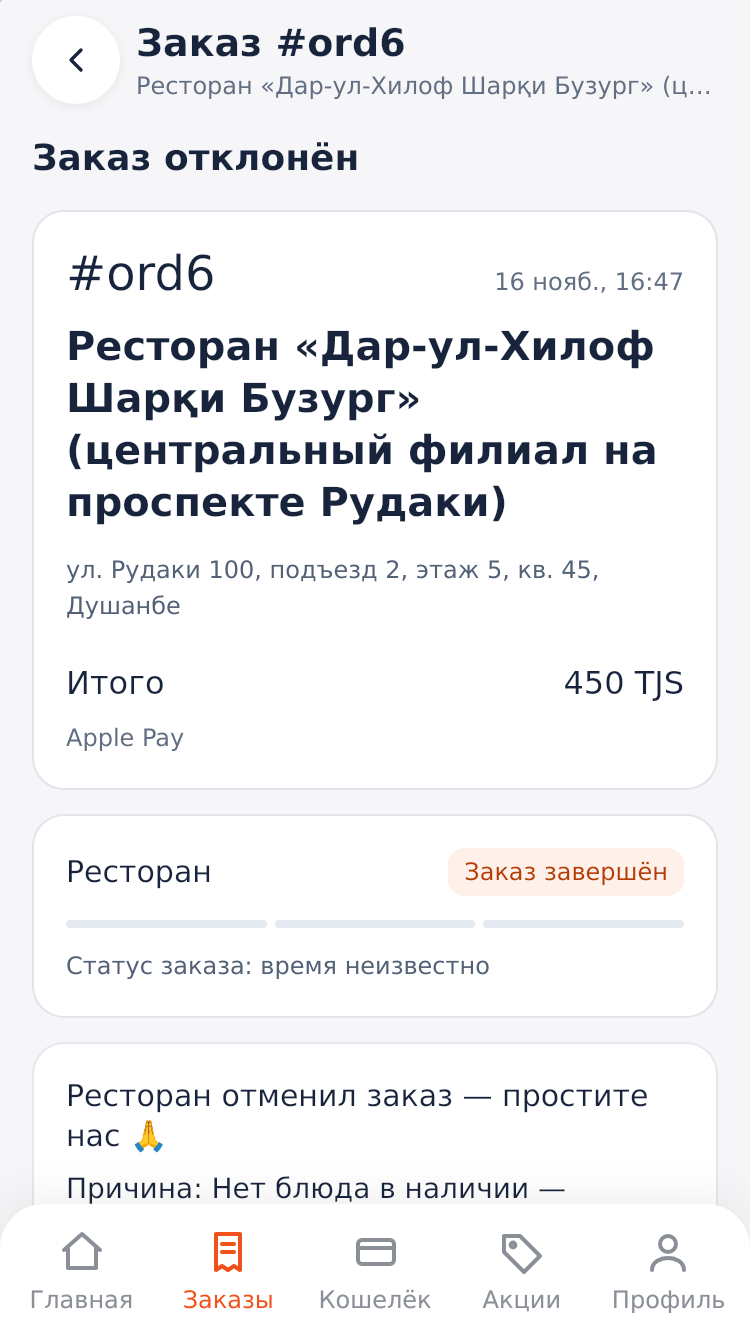 Заказ #ord6
Ресторан «Дар-ул-Хилоф Шарқи Бузург» (ц…
Заказ отклонён
#ord6
16 нояб., 16:47
Ресторан «Дар-ул-Хилоф
Шарқи Бузург»
(центральный филиал на
проспекте Рудаки)
ул. Рудаки 100, подъезд 2, этаж 5, кв. 45,
Душанбе
Итого
450 TJS
Apple Pay
Ресторан
Заказ завершён
Статус заказа: время неизвестно
Ресторан отменил заказ — простите
нас 🙏
Причина: Нет блюда в наличии —
Главная
Заказы
Кошелёк
Акции
Профиль